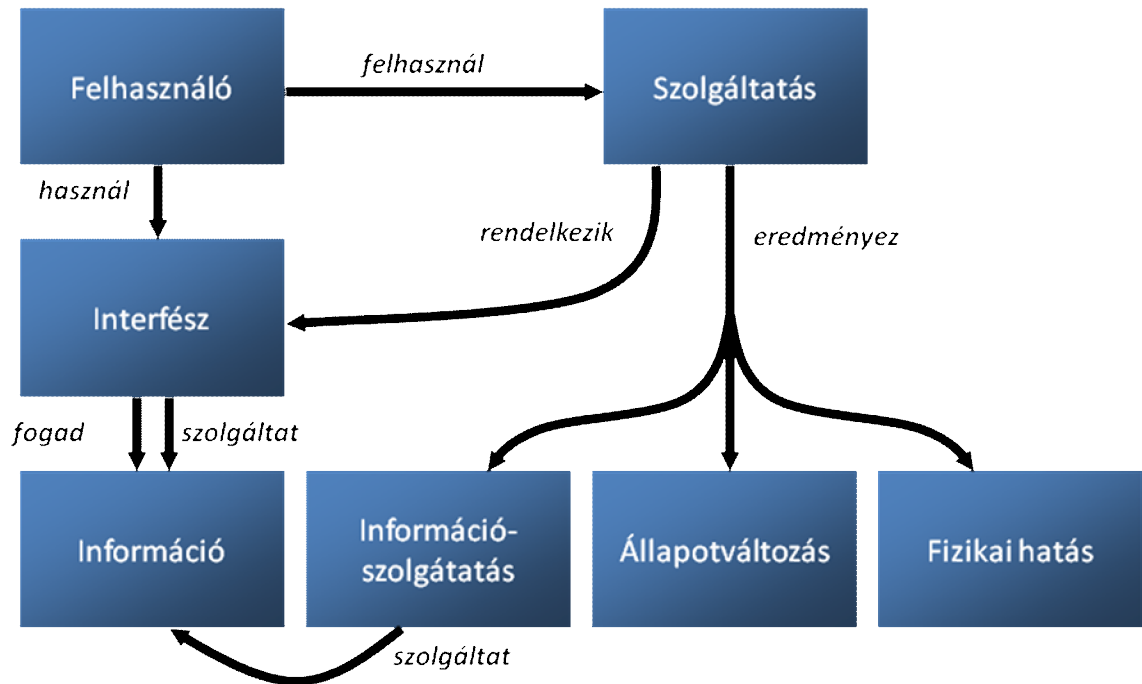 Felhasználó
felhasznál
Szolgáltatás
használ
rendelkezik
eredményez
Interfész
fogad
szolgáltat
Információ
Információ-
szolgátatás
Állapotváltozás
Fizikai hatás
szolgáltat